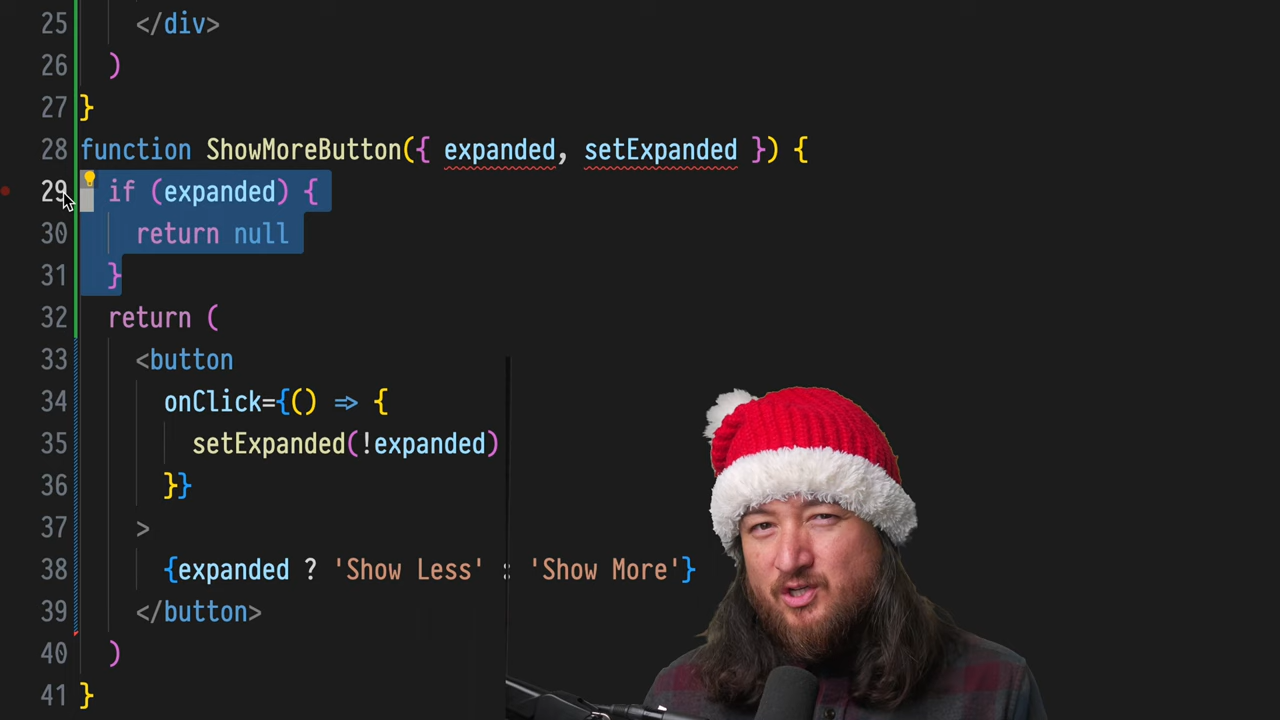 25 </div>
26 )
27 }
28 function ShowMoreButton({ expanded, setExpanded }) {
29 if (expanded) {
30 return null
31 }
32 return (
33 <button
34 onClick={() => {
35 setExpanded(!expanded)
36 }}
37 >
38 {expanded ? 'Show Less' : 'Show More'}
39 </button>
40 )
41 }